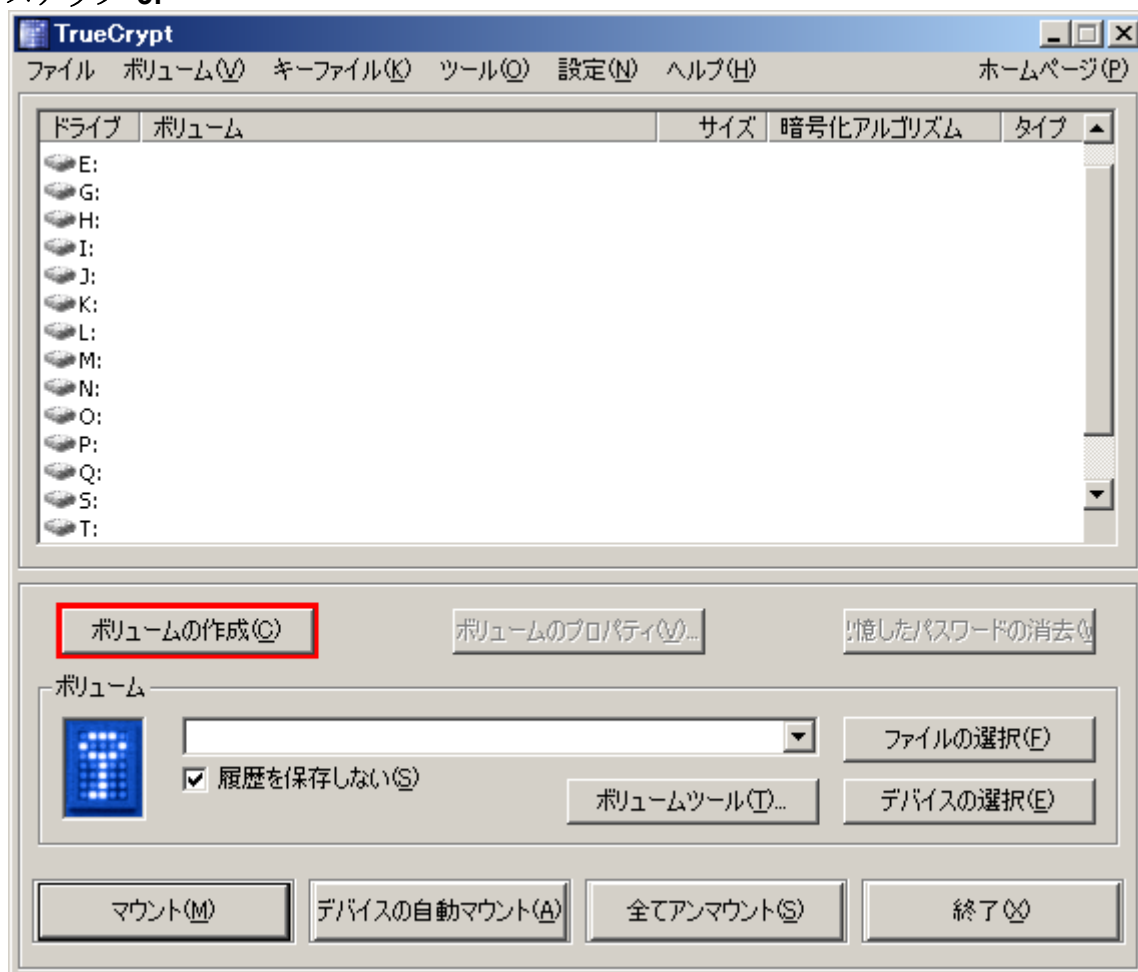 TrueCrypt
ファイル ボリューム(V) キーファイル(K) ツール(O) 設定(N) ヘルプ(H) ホームページ(P)
ドライブ ボリューム サイズ 暗号化アルゴリズム タイプ
E:
G:
H:
I:
J:
K:
L:
M:
N:
O:
P:
Q:
S:
T:
ボリュームの作成(C) ボリュームのプロパティ(V)... 憶したパスワードの消去(
ボリューム
ファイルの選択(F)
履歴を保存しない(S)
ボリュームツール(T)... デバイスの選択(E)
マウント(M) デバイスの自動マウント(A) 全てアンマウント(S) 終了(X)